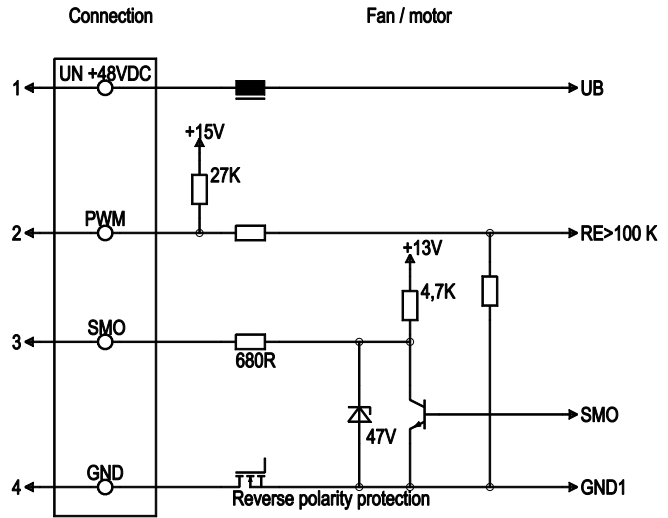 Connection
Fan / motor
UN +48VDC
1
UB
+15V
27K
PWM
2
RE>100 K
+13V
4,7K
SMO
3
680R
47V
SMO
GND
4
GND1
Reverse polarity protection